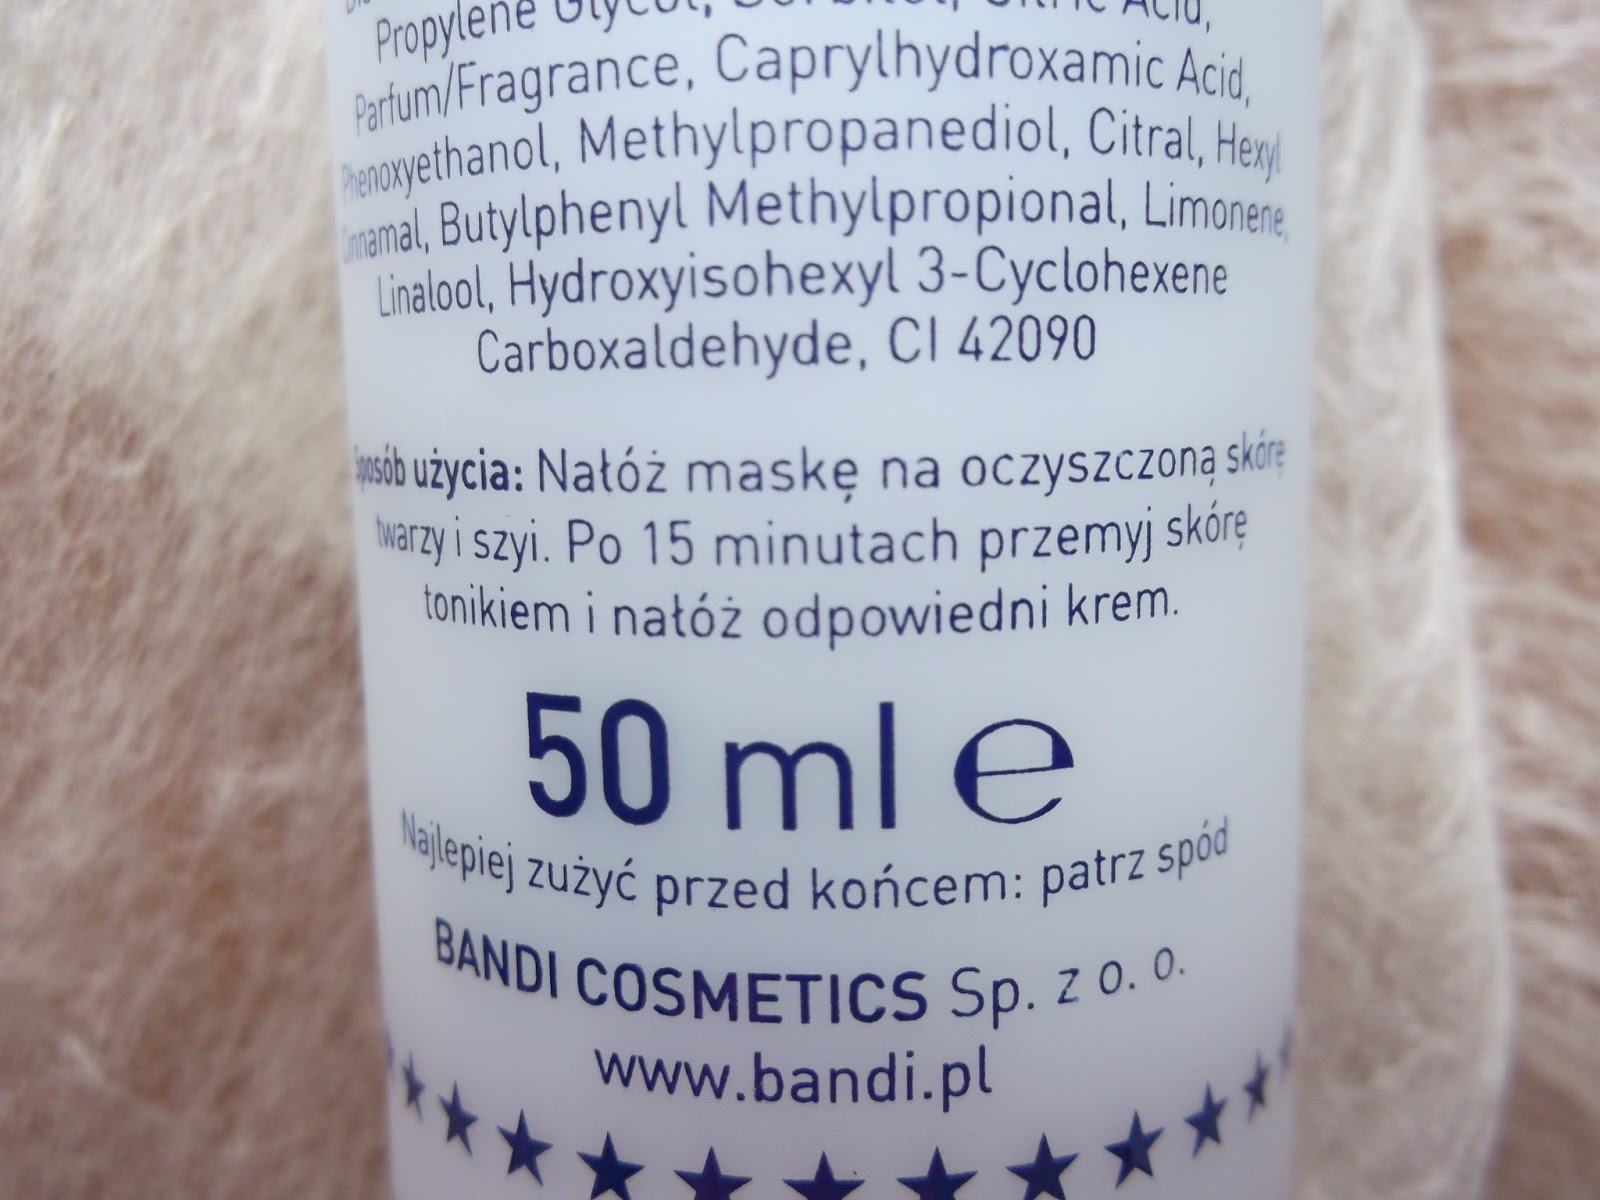 Propylene Glycol, Sorbitol, Citric Acid,
Parfum/Fragrance, Caprylhydroxamic Acid,
Phenoxyethanol, Methylpropanediol, Citral, Hexyl
Cinnamal, Butylphenyl Methylpropional, Limonene,
Linalool, Hydroxyisohexyl 3-Cyclohexene
Carboxaldehyde, CI 42090
Sposób użycia: Nałóż maskę na oczyszczoną skórę
twarzy i szyi. Po 15 minutach przemyj skórę
tonikiem i nałóż odpowiedni krem.
50 ml e
Najlepiej zużyć przed końcem: patrz spód
BANDI COSMETICS Sp. z o. o.
www.bandi.pl